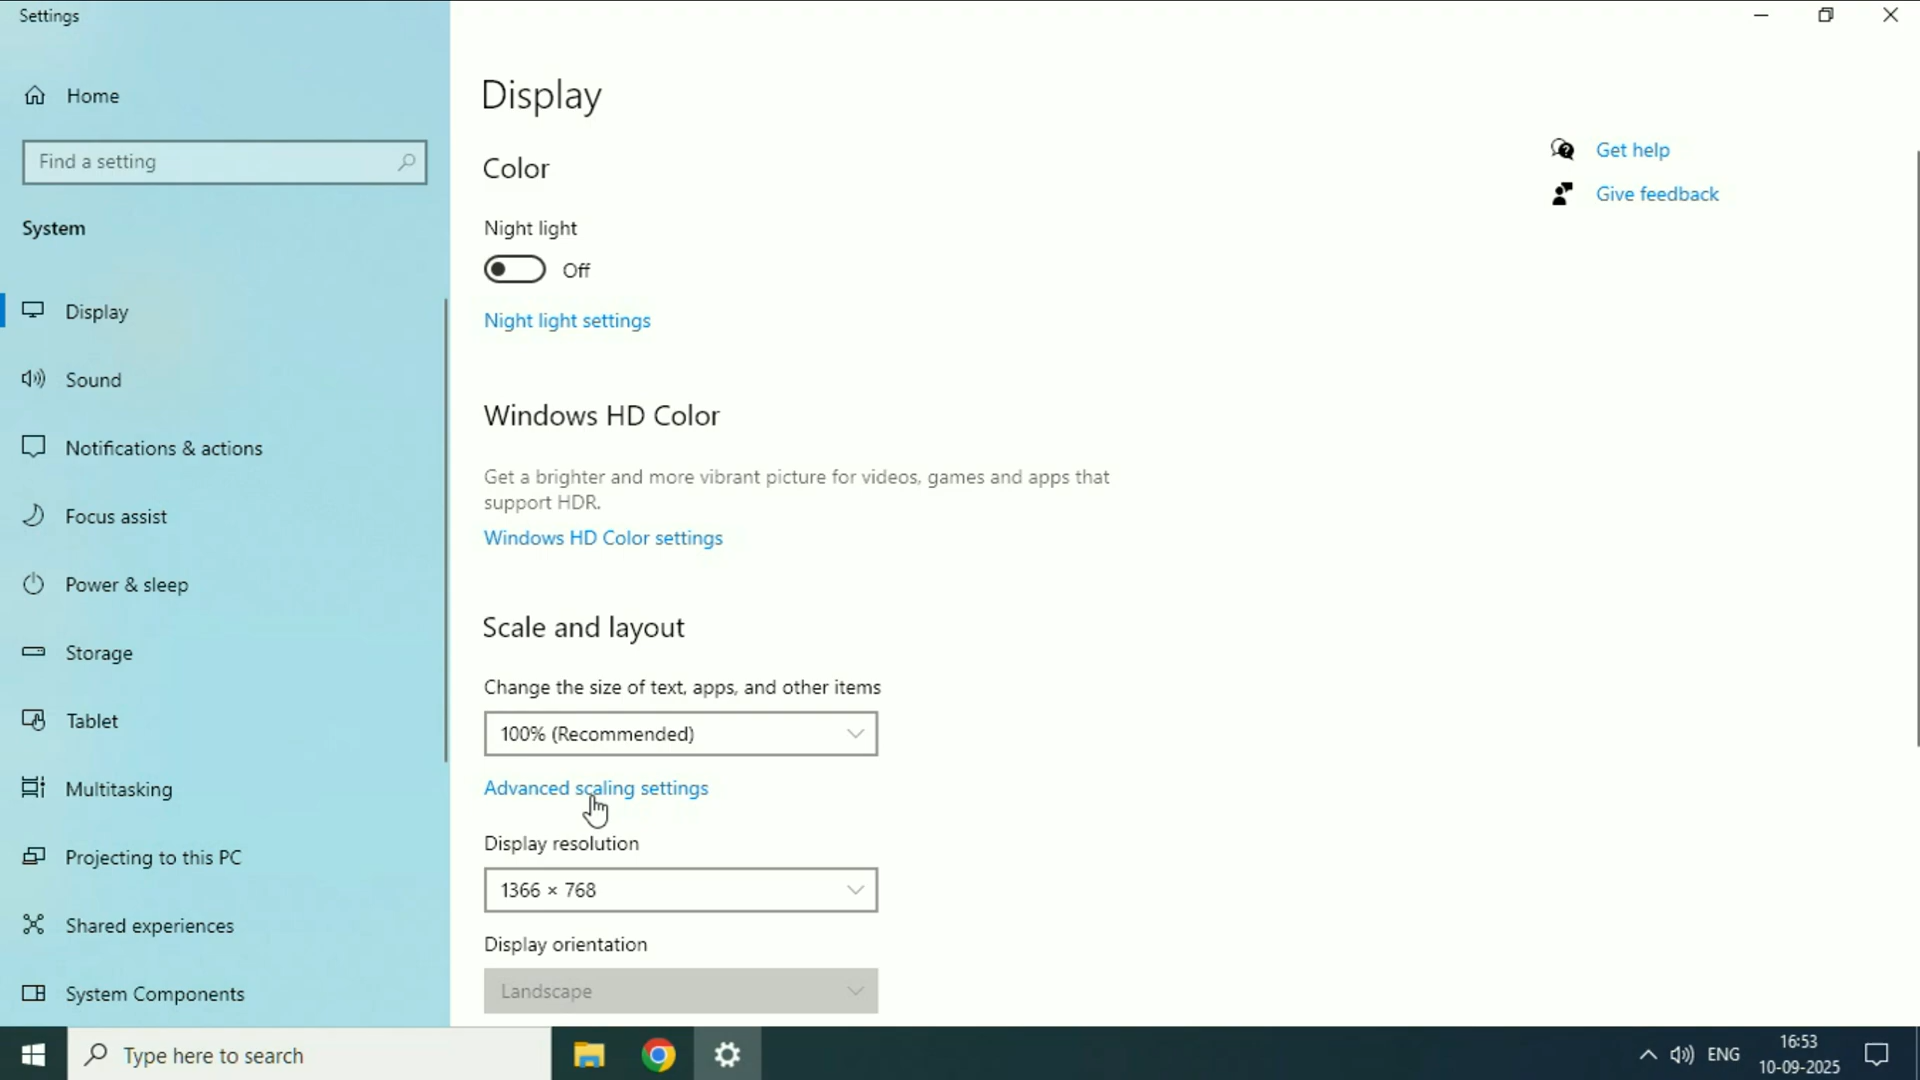 Settings
Home
Find a setting
System
Display
Sound
Notifications & actions
Focus assist
Power & sleep
Storage
Tablet
Multitasking
Projecting to this PC
Shared experiences
System Components
Display
Color
Night light
Off
Night light settings
Windows HD Color
Get a brighter and more vibrant picture for videos, games and apps that
support HDR.
Windows HD Color settings
Scale and layout
Change the size of text, apps, and other items
100% (Recommended)
Advanced scaling settings
Display resolution
1366 × 768
Display orientation
Landscape
Get help
Give feedback
Type here to search
ENG
16:53
10-09-2025